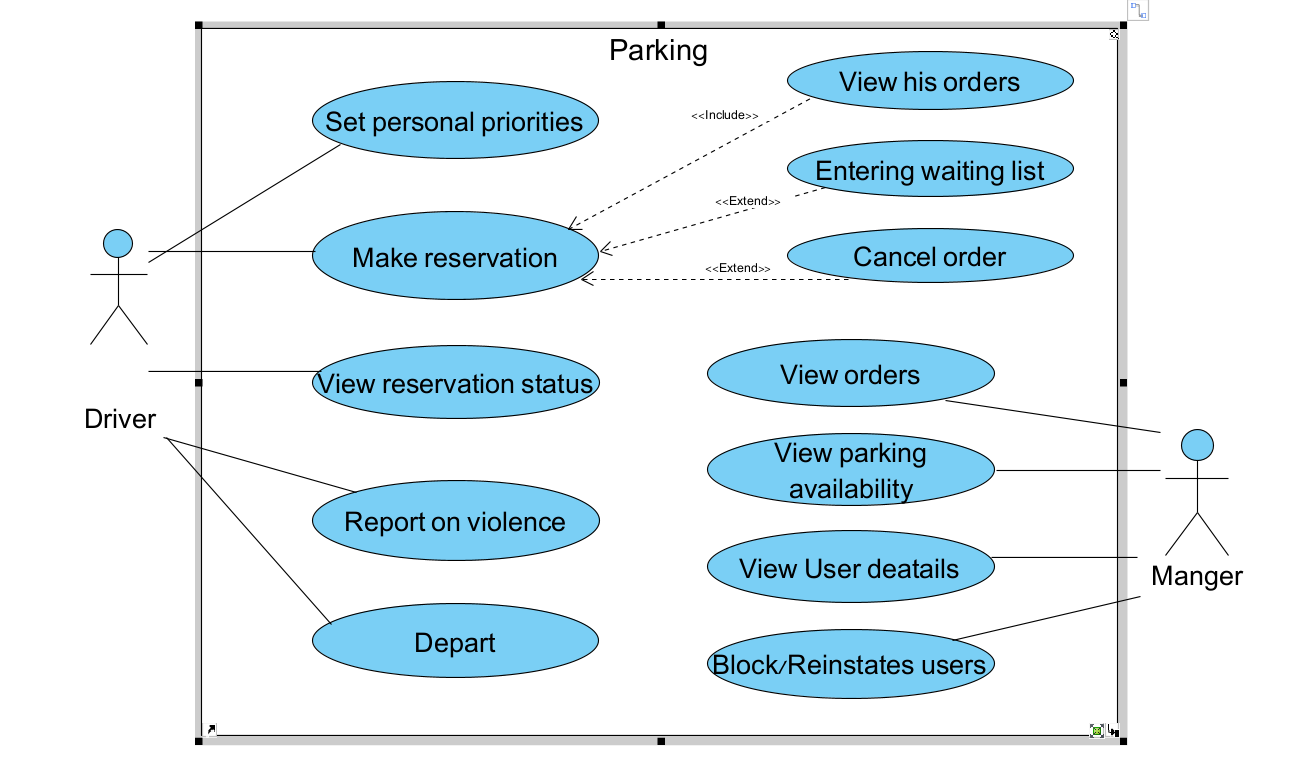 Parking
View his orders
Set personal priorities
<<Include>>
Entering waiting list
<<Extend>>
Make reservation
Cancel order
<<Extend>>
View reservation status
View orders
Driver
View parking
availability
Report on violence
View User deatails
Manger
Depart
Block/Reinstates users